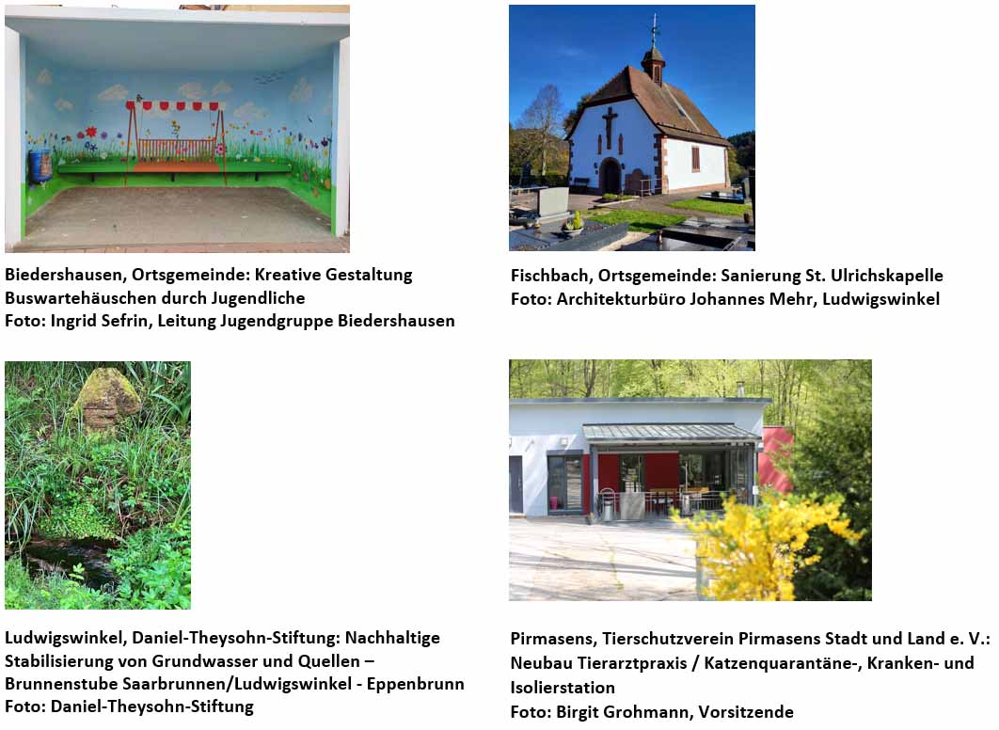 Biedershausen, Ortsgemeinde: Kreative Gestaltung
Buswartehäuschen durch Jugendliche
Foto: Ingrid Sefrin, Leitung Jugendgruppe Biedershausen
Fischbach, Ortsgemeinde: Sanierung St. Ulrichskapelle
Foto: Architekturbüro Johannes Mehr, Ludwigswinkel
Ludwigswinkel, Daniel-Theysohn-Stiftung: Nachhaltige
Stabilisierung von Grundwasser und Quellen –
Brunnenstube Saarbrunnen/Ludwigswinkel - Eppenbrunn
Foto: Daniel-Theysohn-Stiftung
Pirmasens, Tierschutzverein Pirmasens Stadt und Land e. V.:
Neubau Tierarztpraxis / Katzenquarantäne-, Kranken- und
Isolierstation
Foto: Birgit Grohmann, Vorsitzende